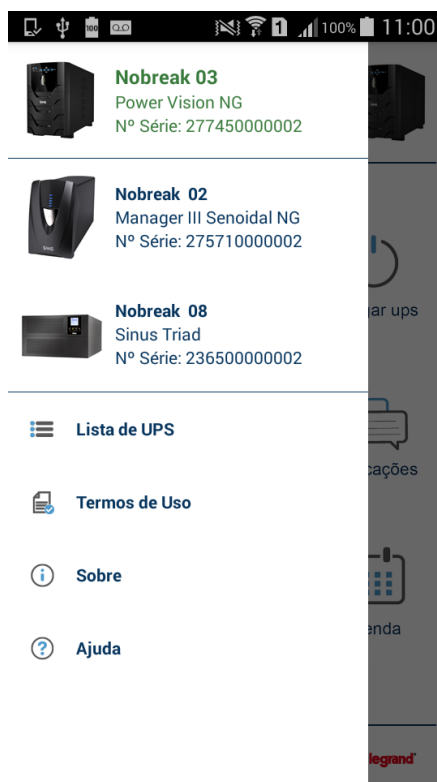 100
1
100%
11:00
Nobreak 03
Power Vision NG
Nº Série: 277450000002
Nobreak 02
Manager III Senoidal NG
Nº Série: 275710000002
gar ups
Nobreak 08
Sinus Triad
Nº Série: 236500000002
Lista de UPS
cações
Termos de Uso
Sobre
enda
Ajuda
legrand